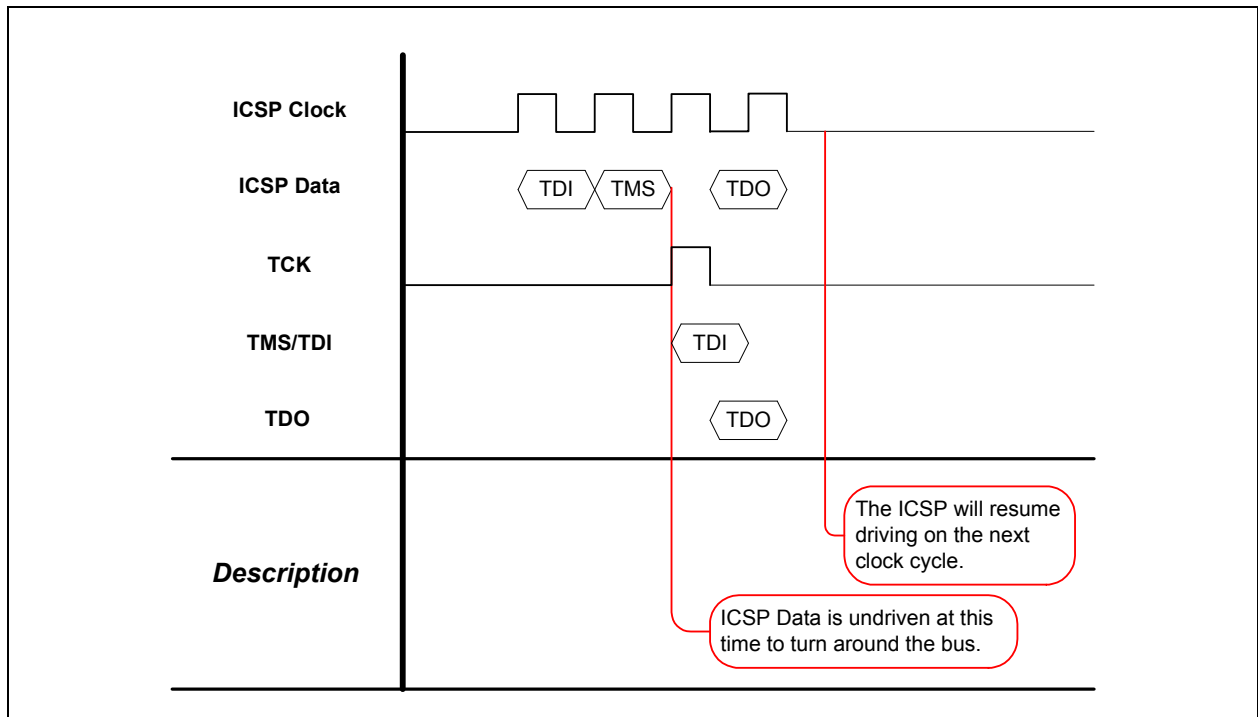 ICSP Clock
ICSP Data
TDI
TMS
TDO
TCK
TMS/TDI
TDI
TDO
TDO
Description
The ICSP will resume
driving on the next
clock cycle.
ICSP Data is undriven at this
time to turn around the bus.